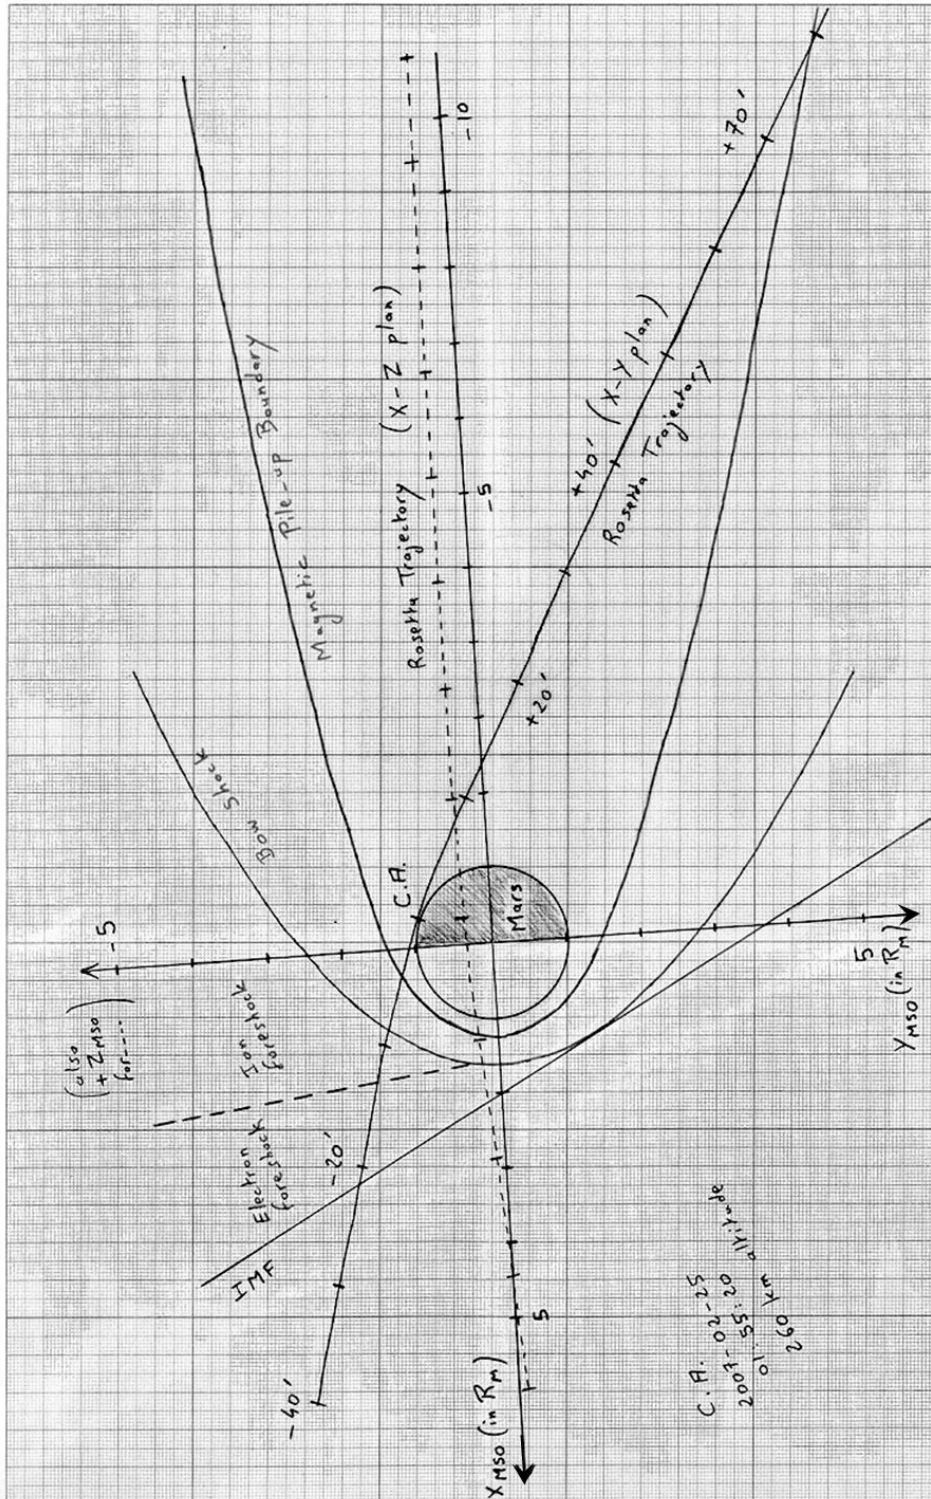 -10
+70'
(X-Z plan)
Magnetic Pile-up Boundary
Rosetta Trajectory
+40' (X-Y plan)
Rosetta Trajectory
-5
+20'
Bow Shock
C.A.
Mars
-5
(also
+ ZMSO
for----)
Ion
foreshock
Electron
foreshock
-20'
IMF
-40'
5
YMSO (in RM)
5
XMSO (in RM)
C.A.
2007-02-25
01:55:20
260 km altitude